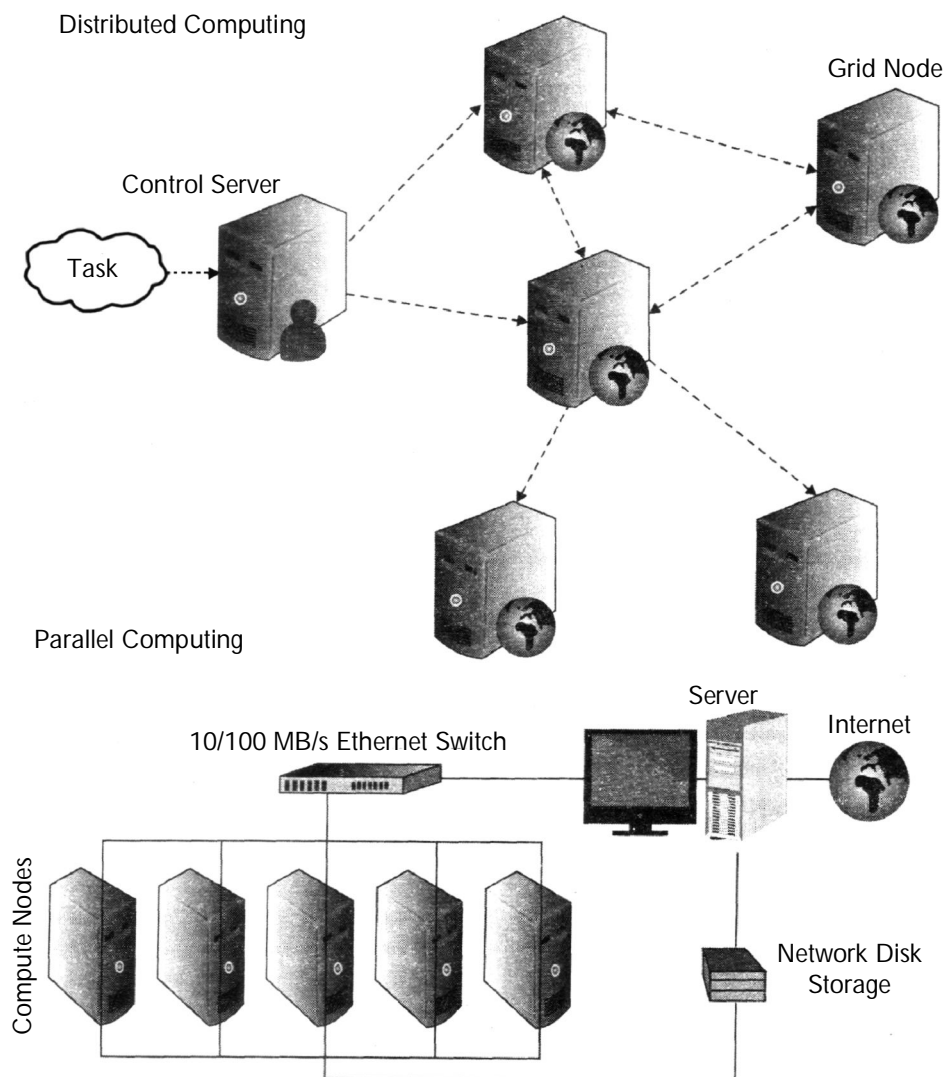 Distributed Computing
Grid Node
Control Server
Task
Parallel Computing
Server
Internet
10/100 MB/s Ethernet Switch
Compute Nodes
Network Disk
Storage